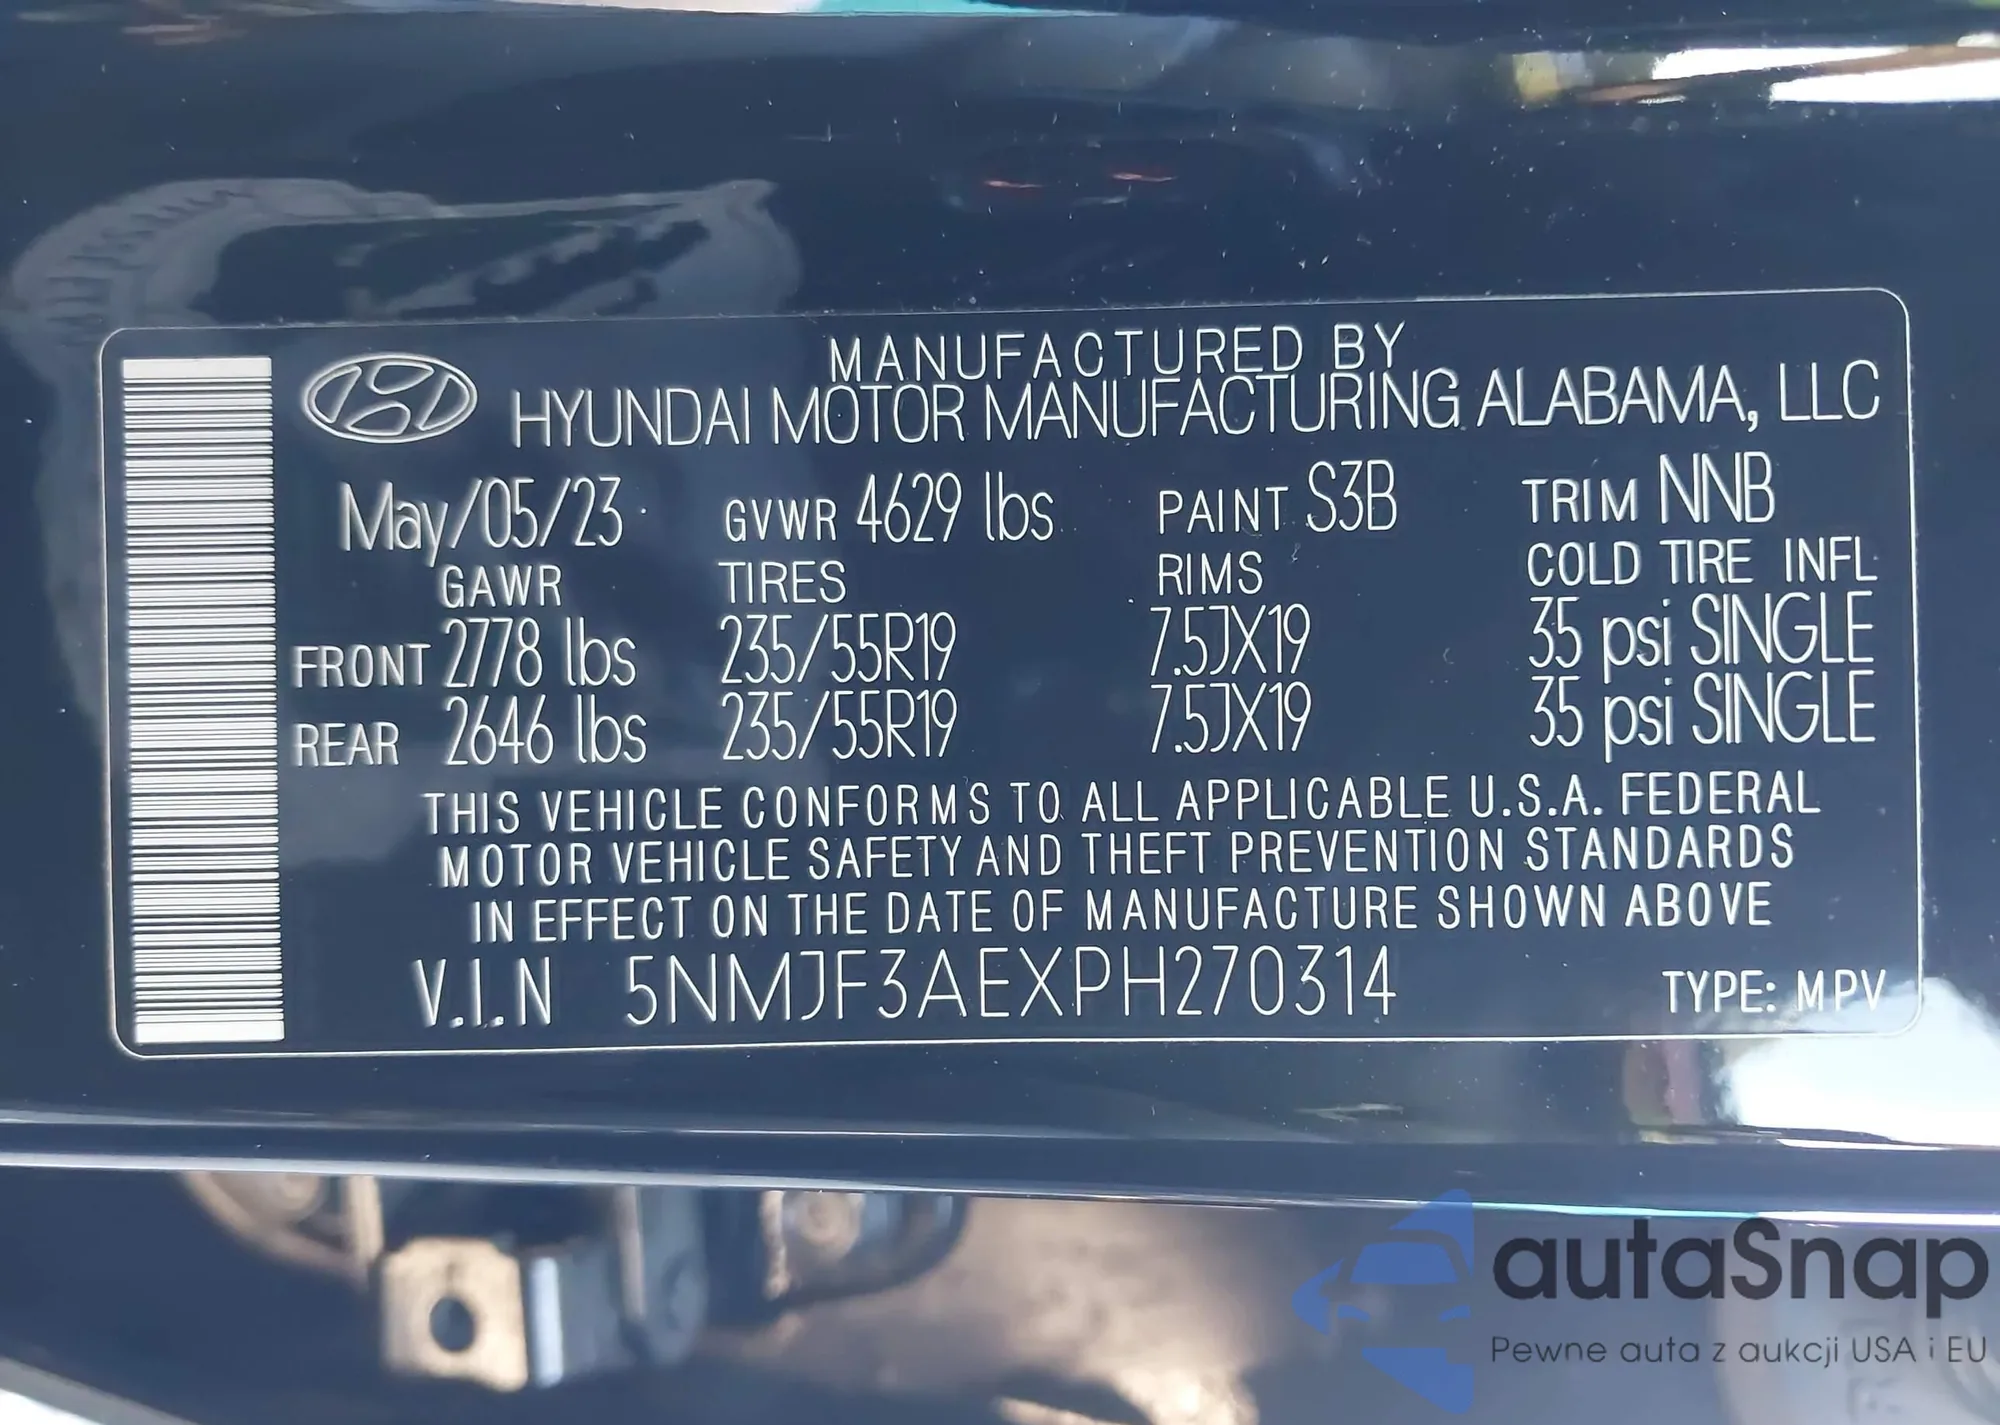 MANUFACTURED BY
HYUNDAI MOTOR MANUFACTURING ALABAMA, LLC
May/05/23 GVWR 4629 lbs PAINT S3B TRIM NNB
GAWR TIRES RIMS COLD TIRE INFL
FRONT 2778 lbs 235/55R19 7.5JX19 35 psi SINGLE
REAR 2646 lbs 235/55R19 7.5JX19 35 psi SINGLE
THIS VEHICLE CONFORMS TO ALL APPLICABLE U.S.A. FEDERAL
MOTOR VEHICLE SAFETY AND THEFT PREVENTION STANDARDS
IN EFFECT ON THE DATE OF MANUFACTURE SHOWN ABOVE
V.I.N 5NMJF3AEXPH270314 TYPE: MPV
autaSnap
Pewne auta z aukcji USA i EU